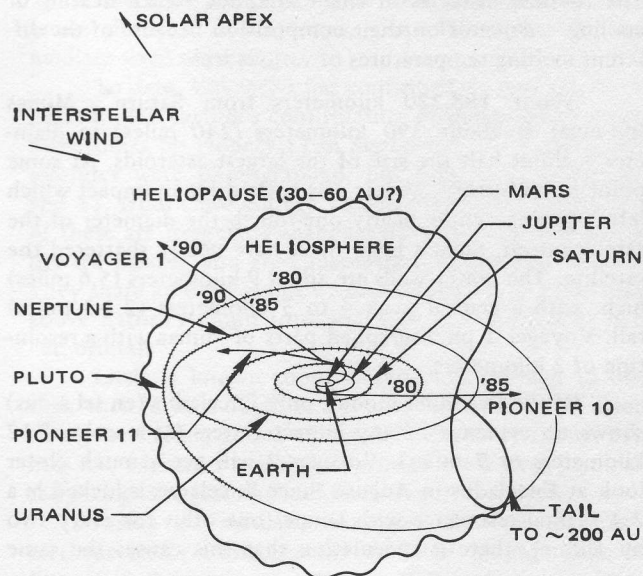 SOLAR APEX
INTERSTELLAR
WIND
HELIOPAUSE (30–60 AU?)
MARS
JUPITER
SATURN
HELIOSPHERE
VOYAGER 1
'90
'80
'90
'85
NEPTUNE
PLUTO
'80
'85
PIONEER 10
PIONEER 11
EARTH
URANUS
TAIL
TO ~200 AU